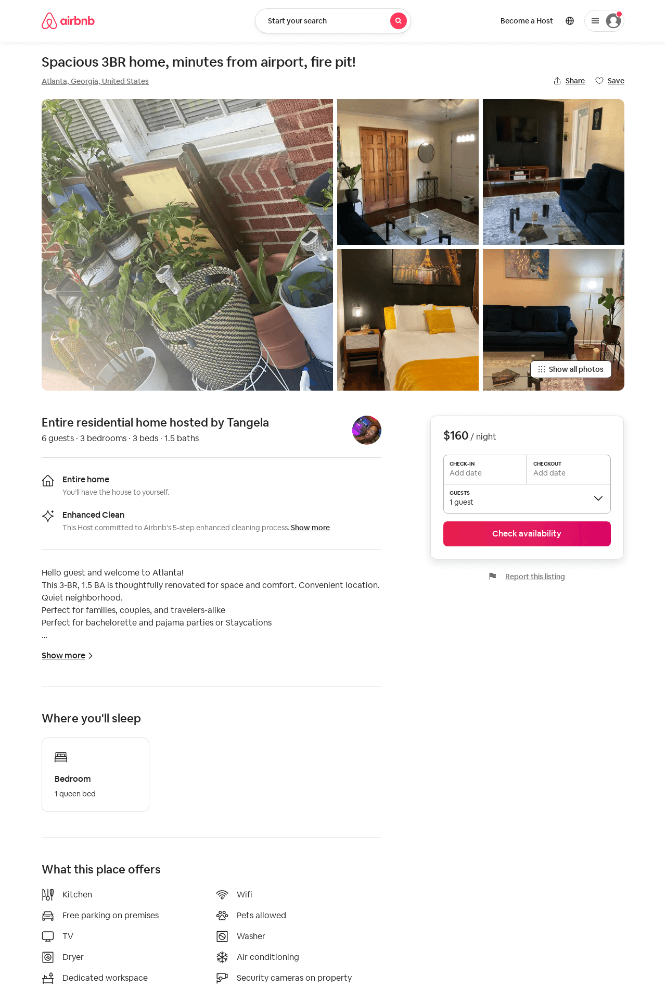 airbnb
Start your search
Become a Host
Spacious 3BR home, minutes from airport, fire pit!
Atlanta, Georgia, United States
Share
Save
Show all photos
Entire residential home hosted by Tangela
6 guests · 3 bedrooms · 3 beds · 1.5 baths
Entire home
You’ll have the house to yourself.
Enhanced Clean
This Host committed to Airbnb's 5-step enhanced cleaning process. Show more
$160 / night
CHECK-IN
Add date
CHECKOUT
Add date
GUESTS
1 guest
Check availability
Report this listing
Hello guest and welcome to Atlanta!
This 3-BR, 1.5 BA is thoughtfully renovated for space and comfort. Convenient location.
Quiet neighborhood.
Perfect for families, couples, and travelers-alike
Perfect for bachelorette and pajama parties or Staycations
...
Show more
Where you'll sleep
Bedroom
1 queen bed
What this place offers
Kitchen
Wifi
Free parking on premises
Pets allowed
TV
Washer
Dryer
Air conditioning
Dedicated workspace
Security cameras on property